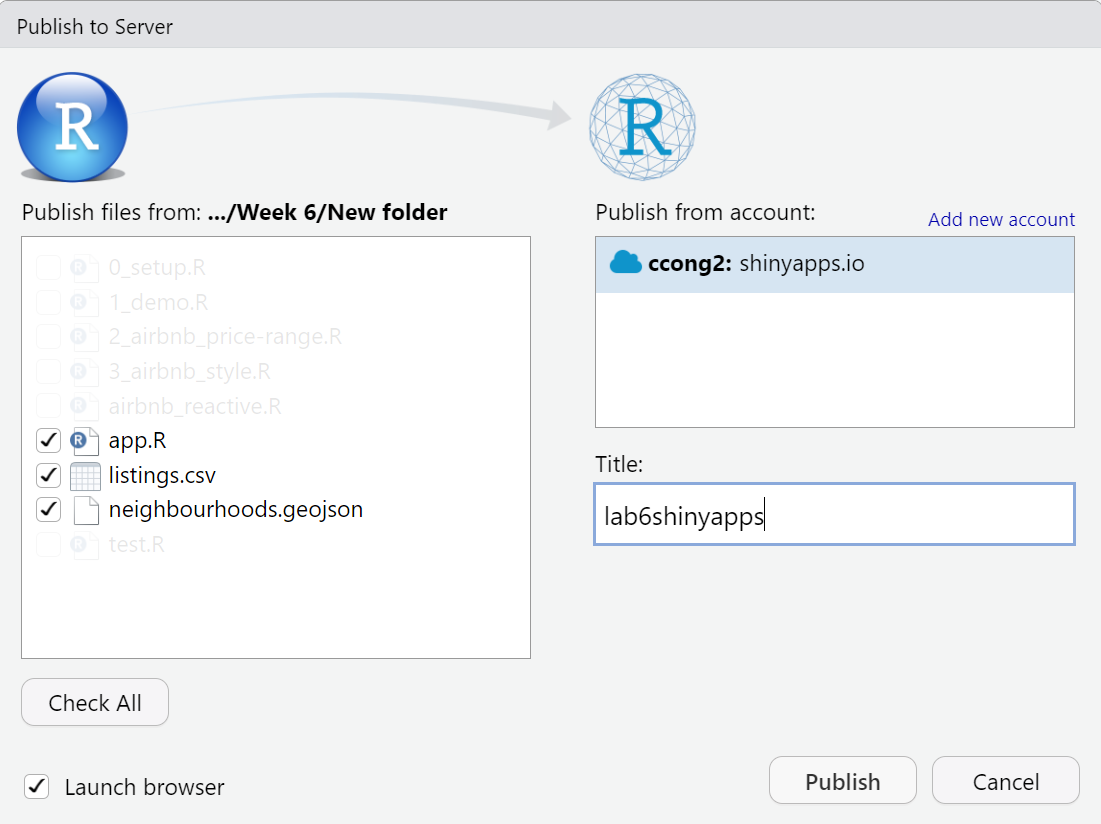 Publish to Server
R
R
Publish files from: .../Week 6/New folder
0_setup.R
1_demo.R
2_airbnb_price-range.R
3_airbnb_style.R
airbnb_reactive.R
app.R
listings.csv
neighbourhoods.geojson
test.R
Check All
Launch browser
Publish from account:
Add new account
ccong2: shinyapps.io
Title:
lab6shinyapps
Publish
Cancel